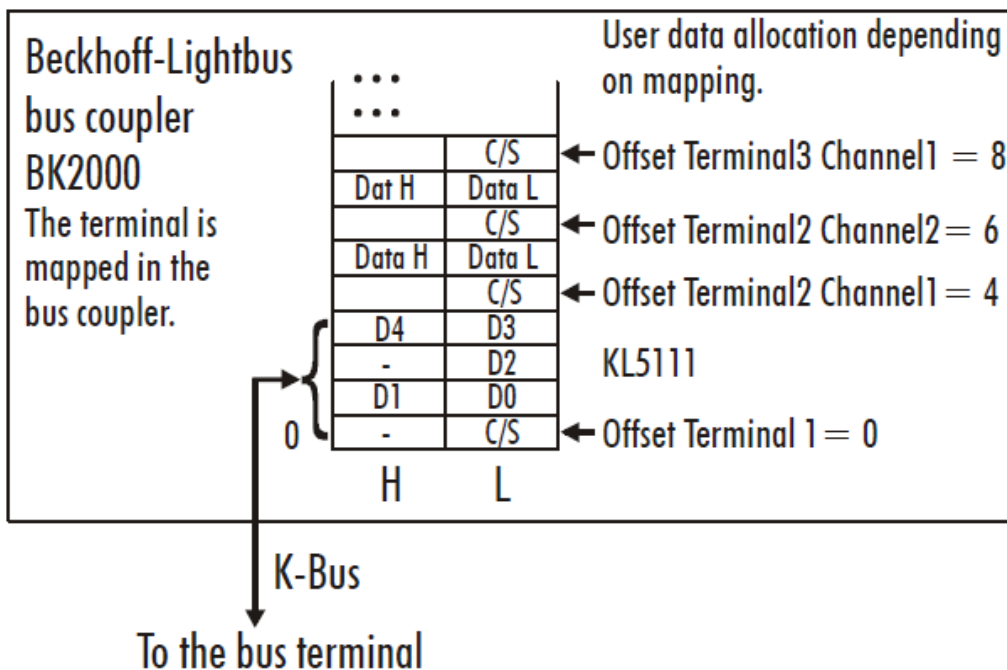 Beckhoff-Lightbus
bus coupler
BK2000
The terminal is
mapped in the
bus coupler.
User data allocation depending
on mapping.
...
...
C/S
Offset Terminal3 Channel1 = 8
Dat H Data L
C/S
Offset Terminal2 Channel2= 6
Data H Data L
C/S
Offset Terminal2 Channel1= 4
D4 D3
- D2
KL5111
D1 D0
0 - C/S
Offset Terminal 1= 0
H L
K-Bus
To the bus terminal